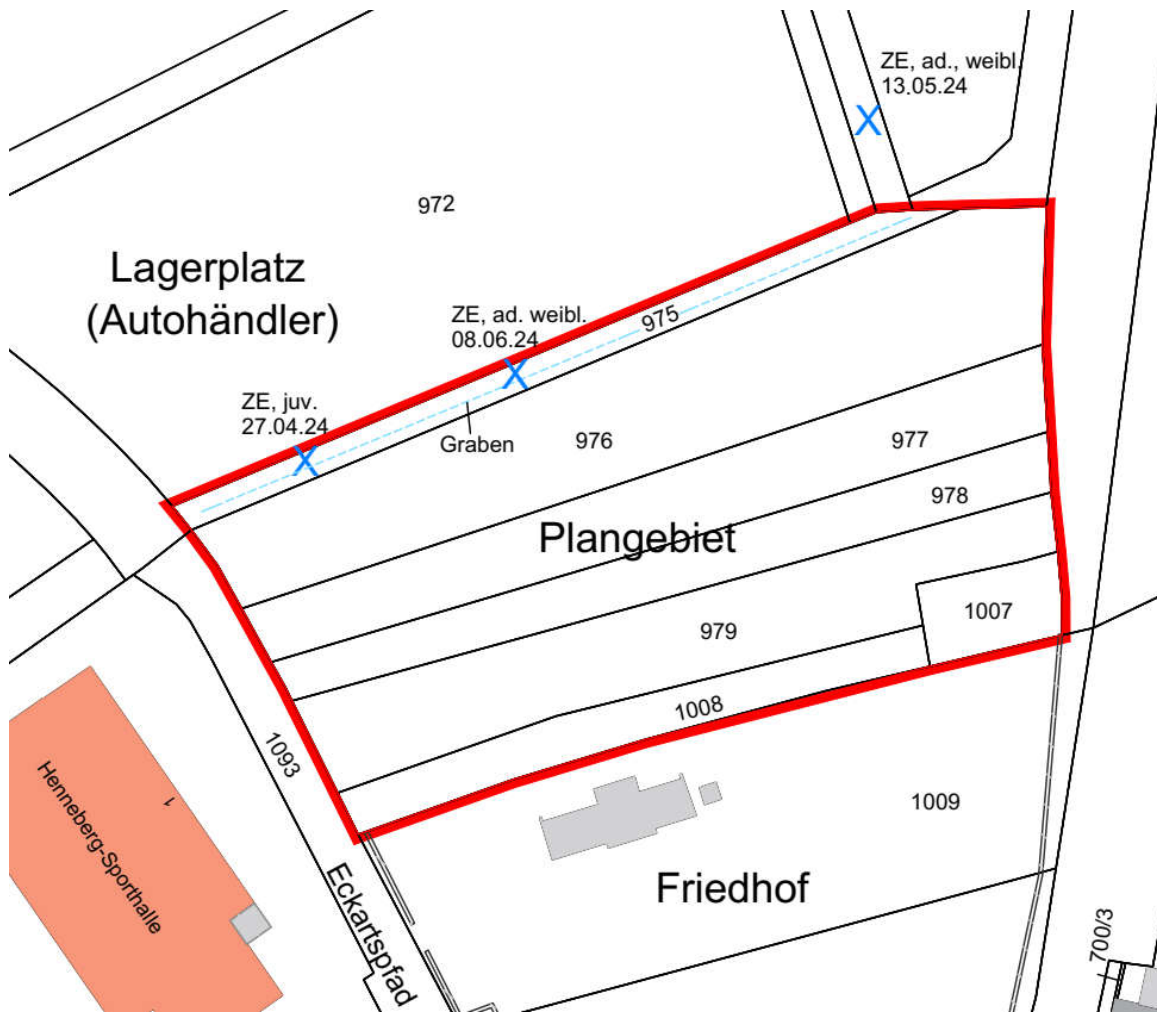 ZE, ad., weibl.
13.05.24
X
972
Lagerplatz
(Autohändler)
ZE, ad. weibl.
08.06.24
X
975
ZE, juv.
27.04.24
X
Graben
976
977
978
Plangebiet
1007
979
1008
1093
1
Henneberg-Sporthalle
1009
Friedhof
Eckartspfad
700/3